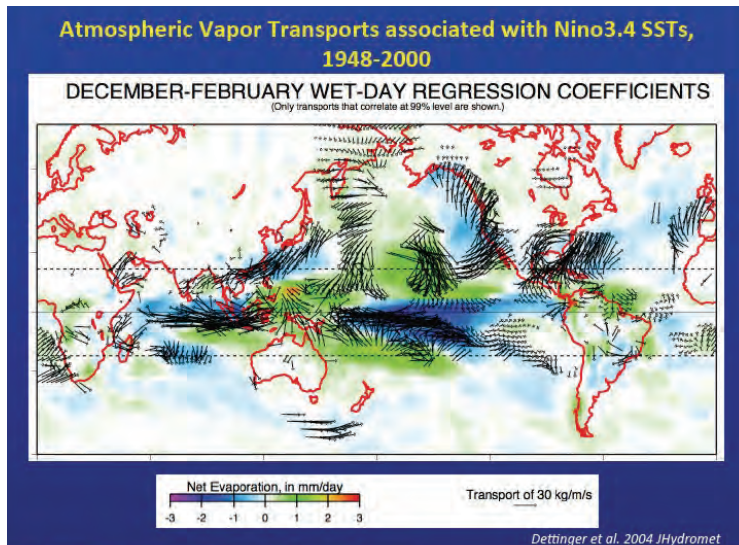 Atmospheric Vapor Transports associated with Nino3.4 SSTs,
1948-2000
DECEMBER-FEBRUARY WET-DAY REGRESSION COEFFICIENTS
(Only transports that correlate at 99% level are shown.)
Net Evaporation, in mm/day
-3 -2 -1 0 1 2 3
Transport of 30 kg/m/s
Dettinger et al. 2004 JHydromet